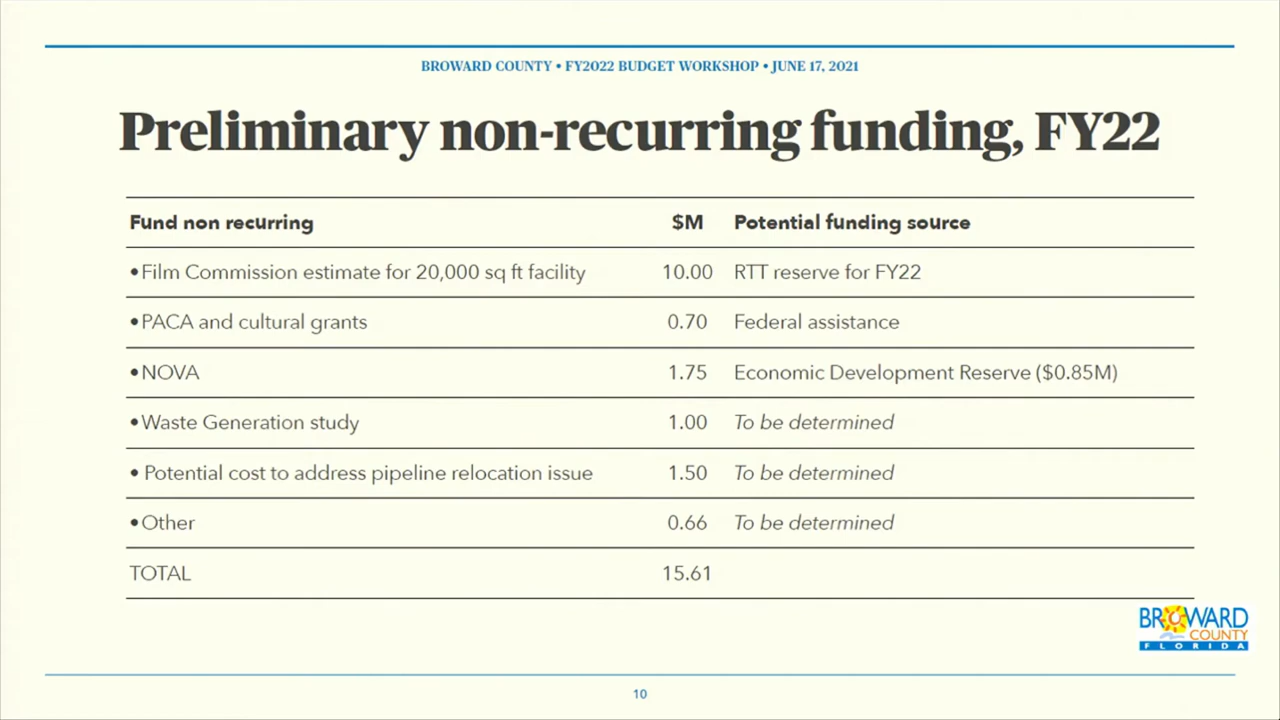 BROWARD COUNTY • FY2022 BUDGET WORKSHOP • JUNE 17, 2021
Preliminary non-recurring funding, FY22
Fund non recurring $M Potential funding source
•Film Commission estimate for 20,000 sq ft facility 10.00 RTT reserve for FY22
•PACA and cultural grants 0.70 Federal assistance
•NOVA 1.75 Economic Development Reserve ($0.85M)
•Waste Generation study 1.00 To be determined
• Potential cost to address pipeline relocation issue 1.50 To be determined
•Other 0.66 To be determined
TOTAL 15.61
BROWARD
COUNTY
FLORIDA
10